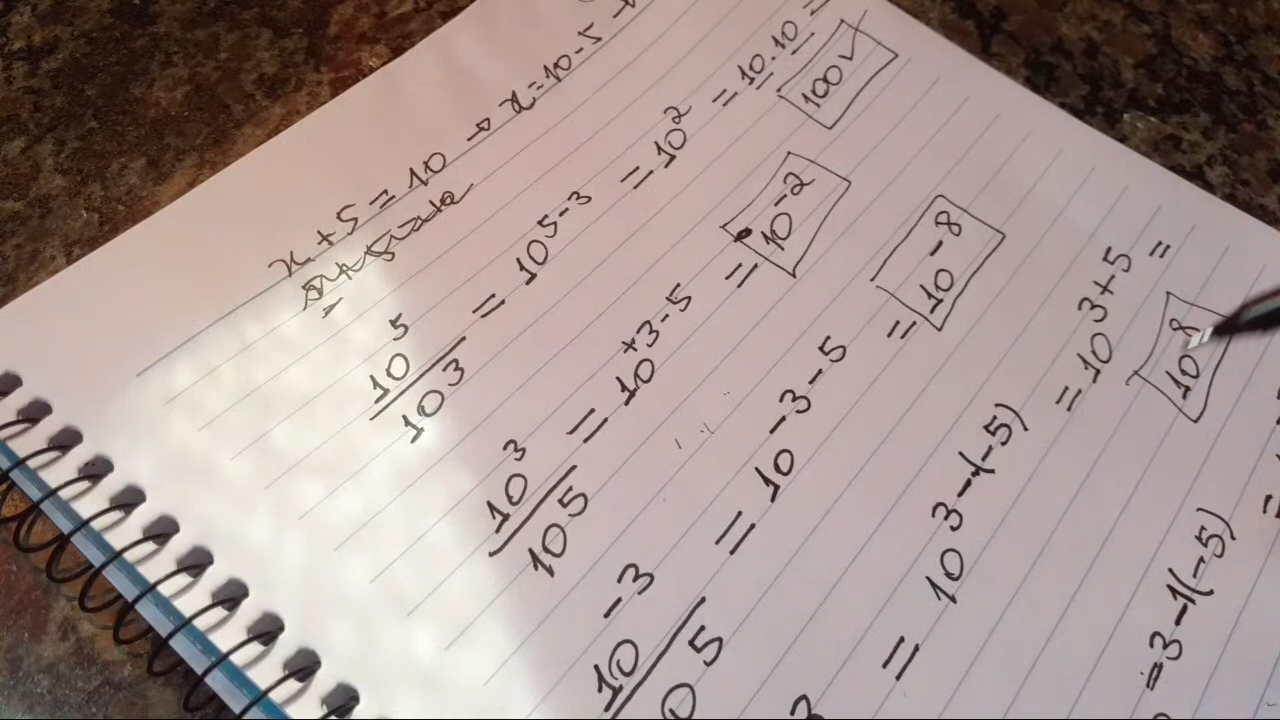 x + 5 = 10 → x = 10 - 5 →
10^5 / 10^3 = 10^5-3 = 10^2 = 10.10 =
100 ✓
10^3 / 10^5 = 10^+3-5 = 10^-2
10^-3 / 10^5 = 10^-3-5 = 10^-8
3 = 10^3-1(-5) = 10^3+5 =
10^8
= 3 - 1(-5) =